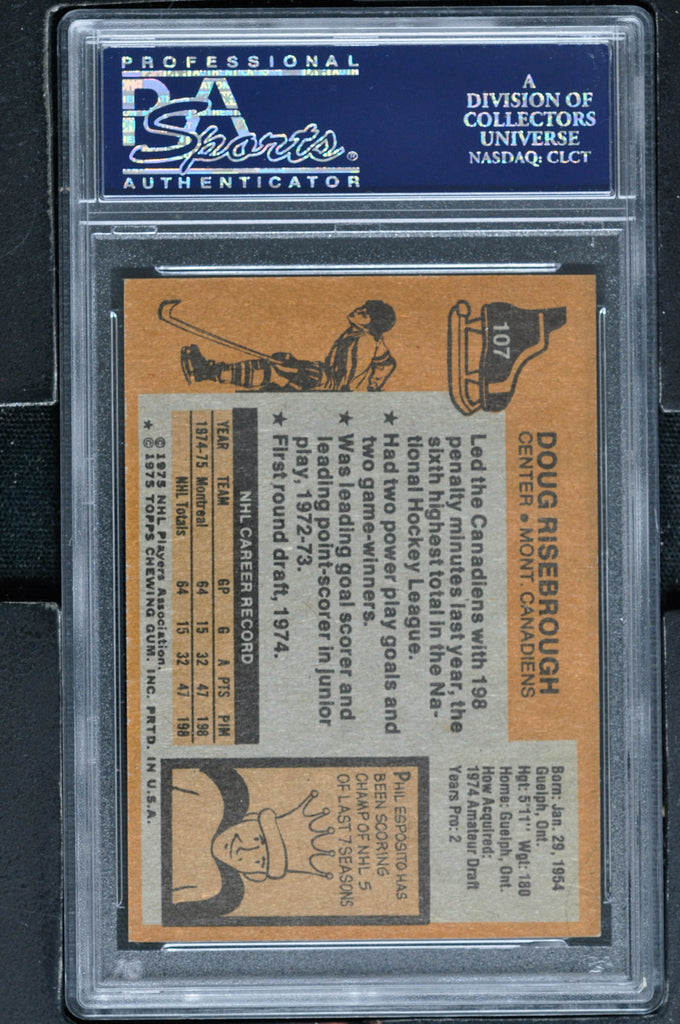 PROFESSIONAL
PSA
Sports®
AUTHENTICATOR
A
DIVISION OF
COLLECTORS
UNIVERSE
NASDAQ: CLCT
107
DOUG RISEBROUGH
CENTER • MONT. CANADIENS
Led the Canadiens with 198
penalty minutes last year, the
sixth highest total in the Na-
tional Hockey League.
★ Had two power play goals and
two game-winners.
★ Was leading goal scorer and
leading point-scorer in junior
play, 1972-73.
★ First round draft, 1974.
NHL CAREER RECORD
YEAR TEAM GP G A PTS PIM
1974-75 Montreal 64 15 32 47 198
NHL Totals 64 15 32 47 198
© 1975 NHL Players Association.
★ © 1975 TOPPS CHEWING GUM, INC. PRTD. IN U.S.A.
Born: Jan. 29, 1954
Guelph, Ont.
Hgt: 5'11" Wgt: 180
Home: Guelph, Ont.
How Acquired:
1974 Amateur Draft
Years Pro: 2
PHIL ESPOSITO HAS
BEEN SCORING
CHAMP OF NHL 5
OF LAST 7 SEASONS